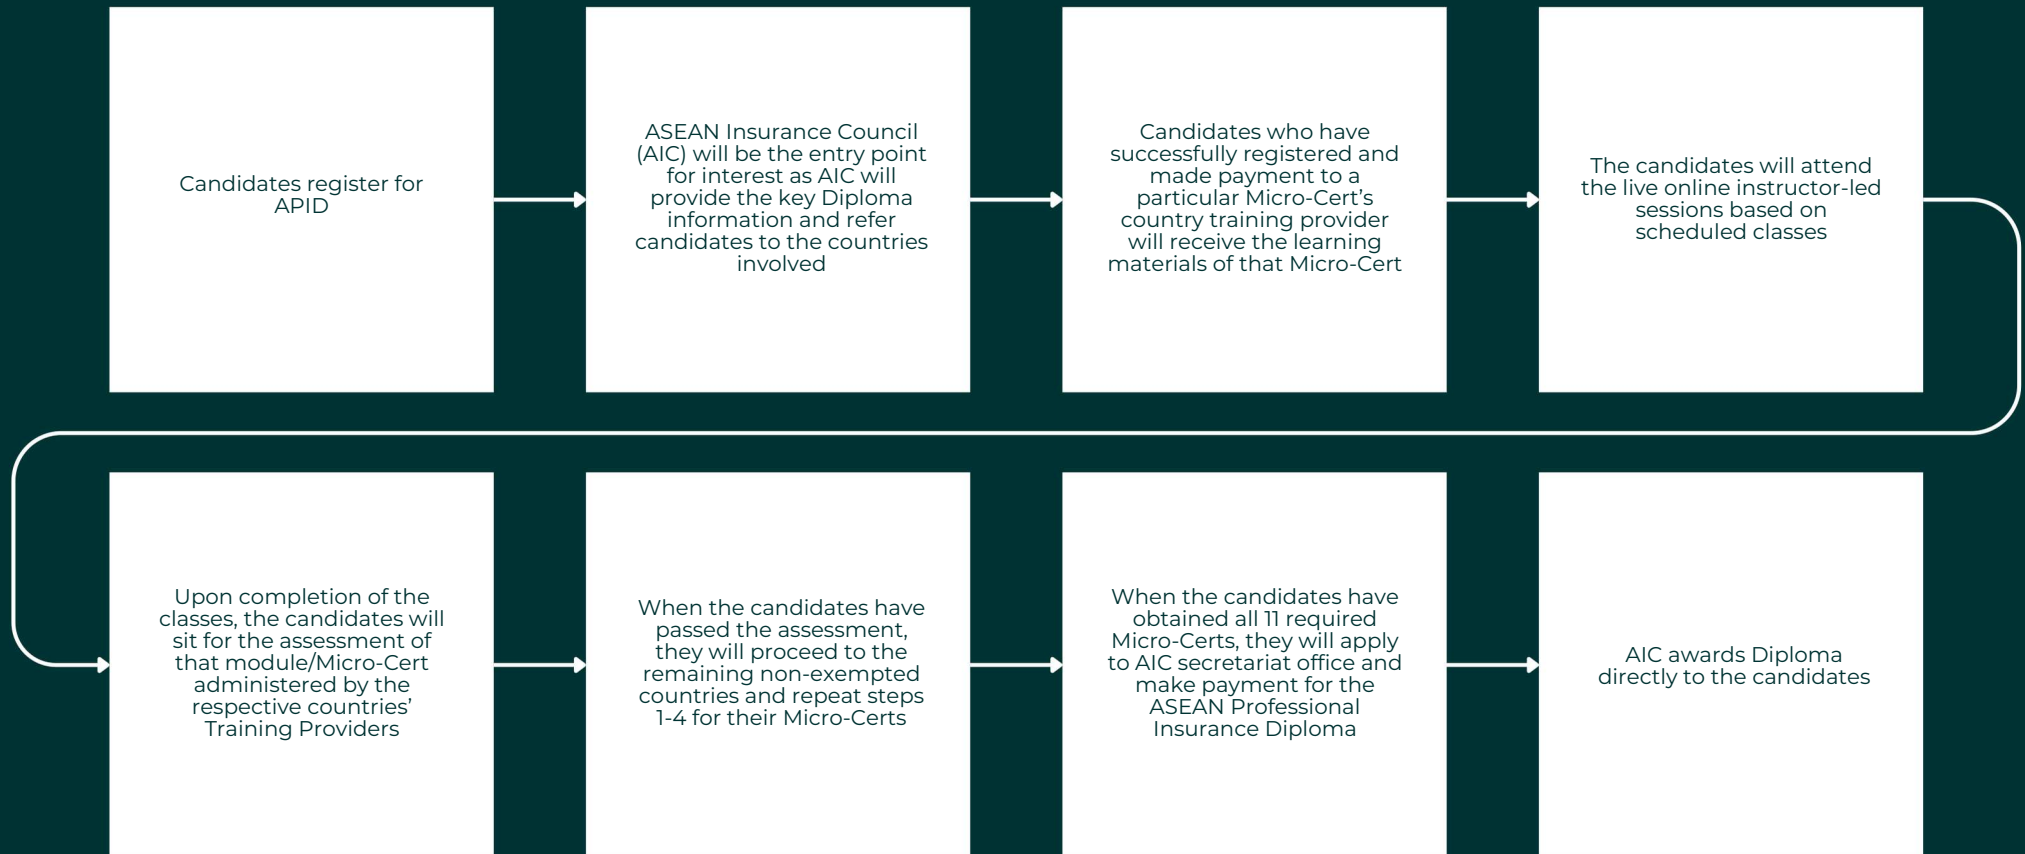 Candidates register for
APID
ASEAN Insurance Council
(AIC) will be the entry point
for interest as AIC will
provide the key Diploma
information and refer
candidates to the countries
involved
Candidates who have
successfully registered and
made payment to a
particular Micro-Cert’s
country training provider
will receive the learning
materials of that Micro-Cert
The candidates will attend
the live online instructor-led
sessions based on
scheduled classes
Upon completion of the
classes, the candidates will
sit for the assessment of
that module/Micro-Cert
administered by the
respective countries’
Training Providers
When the candidates have
passed the assessment,
they will proceed to the
remaining non-exempted
countries and repeat steps
1-4 for their Micro-Certs
When the candidates have
obtained all 11 required
Micro-Certs, they will apply
to AIC secretariat office and
make payment for the
ASEAN Professional
Insurance Diploma
AIC awards Diploma
directly to the candidates